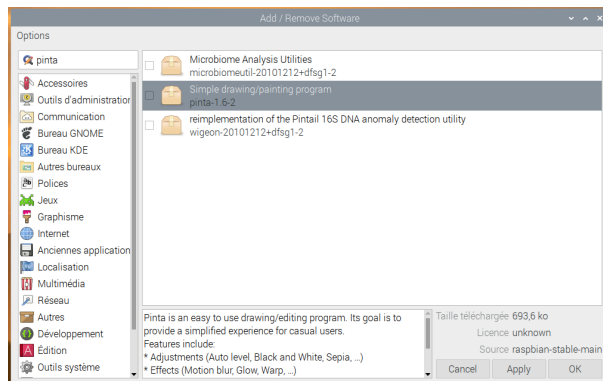 Add / Remove Software
Options
pinta
Accessoires
Outils d'administration
Communication
Bureau GNOME
Bureau KDE
Autres bureaux
Polices
Jeux
Graphisme
Internet
Anciennes application
Localisation
Multimédia
Réseau
Autres
Développement
Édition
Outils système
Microbiome Analysis Utilities
microbiomeutil-20101212+dfsg1-2
Simple drawing/painting program
pinta-1.6-2
reimplementation of the Pintail 16S DNA anomaly detection utility
wigeon-20101212+dfsg1-2
Pinta is an easy to use drawing/editing program. Its goal is to
provide a simplified experience for casual users.
Features include:
* Adjustments (Auto level, Black and White, Sepia, ...)
* Effects (Motion blur, Glow, Warp, ...)
Taille téléchargée 693,6 ko
Licence unknown
Source raspbian-stable-main
Cancel Apply OK